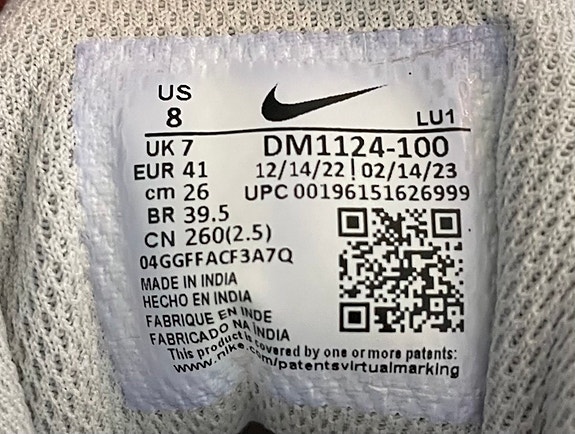 US
8
LU1
UK 7
DM1124-100
EUR 41
12/14/22 | 02/14/23
cm 26
UPC 00196151626999
BR 39.5
CN 260(2.5)
04GGFFACF3A7Q
MADE IN INDIA
HECHO EN INDIA
FABRIQUE EN INDE
FABRICADO NA INDIA
This product is covered by one or more patents:
www.nike.com/patentsvirtualmarking